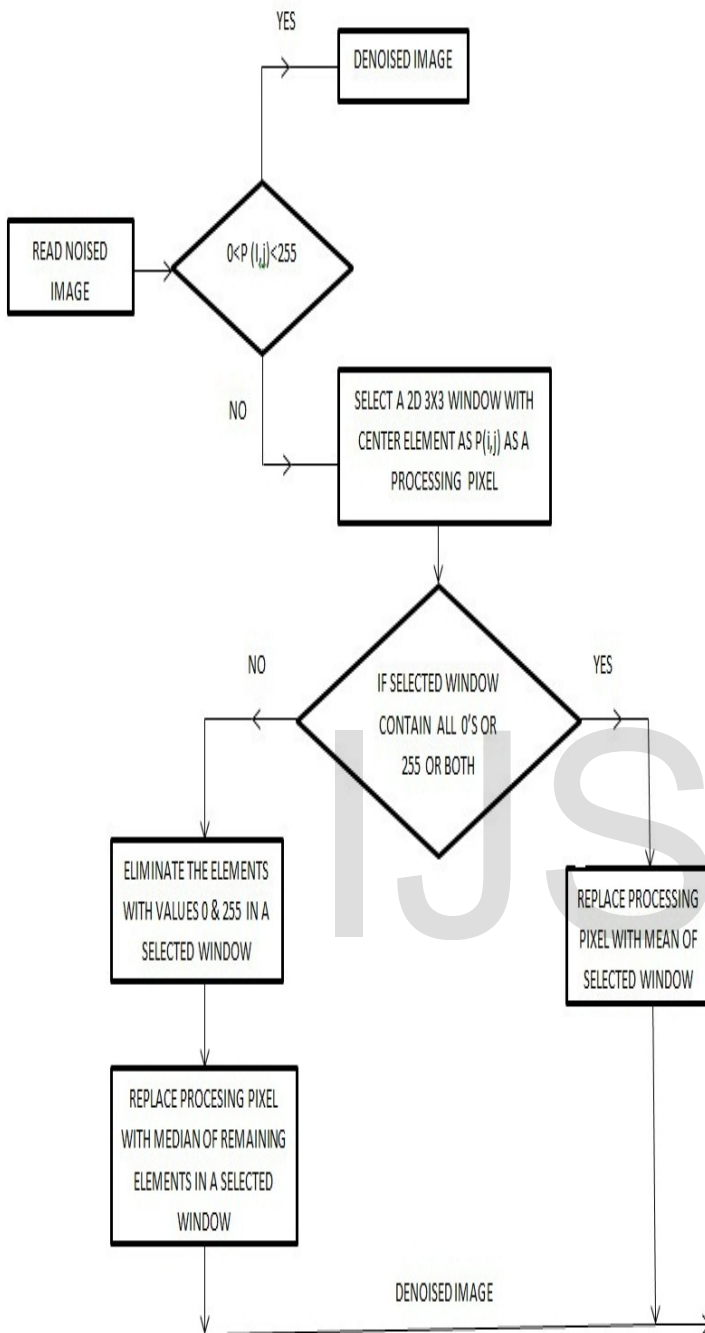 YES
DENOISED IMAGE
READ NOISED
IMAGE
0<P (I,j)<255
NO
SELECT A 2D 3X3 WINDOW WITH
CENTER ELEMENT AS P(i,j) AS A
PROCESSING PIXEL
NO
YES
IF SELECTED WINDOW
CONTAIN ALL 0'S OR
255 OR BOTH
IJS
ELIMINATE THE ELEMENTS
WITH VALUES 0 & 255 IN A
SELECTED WINDOW
REPLACE PROCESSING
PIXEL WITH MEAN OF
SELECTED WINDOW
REPLACE PROCESING PIXEL
WITH MEDIAN OF REMAINING
ELEMENTS IN A SELECTED
WINDOW
DENOISED IMAGE